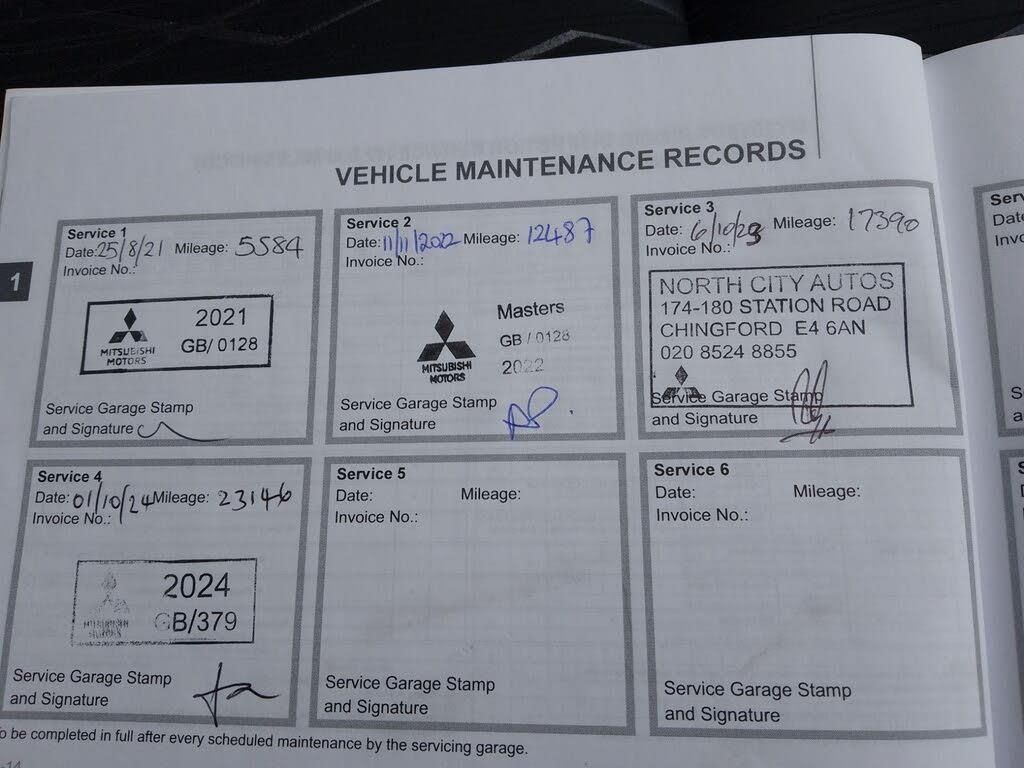 VEHICLE MAINTENANCE RECORDS
1
Service 1
Date: 25/8/21 Mileage: 5584
Invoice No.:
MITSUBISHI
MOTORS
2021
GB/ 0128
Service Garage Stamp
and Signature
Service 2
Date: 11/11/2022 Mileage: 12487
Invoice No.:
MITSUBISHI
MOTORS
Masters
GB / 0128
2022
Service Garage Stamp
and Signature
Service 3
Date: 6/10/23 Mileage: 17390
Invoice No.:
NORTH CITY AUTOS
174-180 STATION ROAD
CHINGFORD E4 6AN
020 8524 8855
Service Garage Stamp
and Signature
Service 4
Date: 01/10/24 Mileage: 23146
Invoice No.:
MITSUBISHI
MOTORS
2024
GB/379
Service Garage Stamp
and Signature
Service 5
Date: Mileage:
Invoice No.:
Service Garage Stamp
and Signature
Service 6
Date: Mileage:
Invoice No.:
Service Garage Stamp
and Signature
o be completed in full after every scheduled maintenance by the servicing garage.
-14